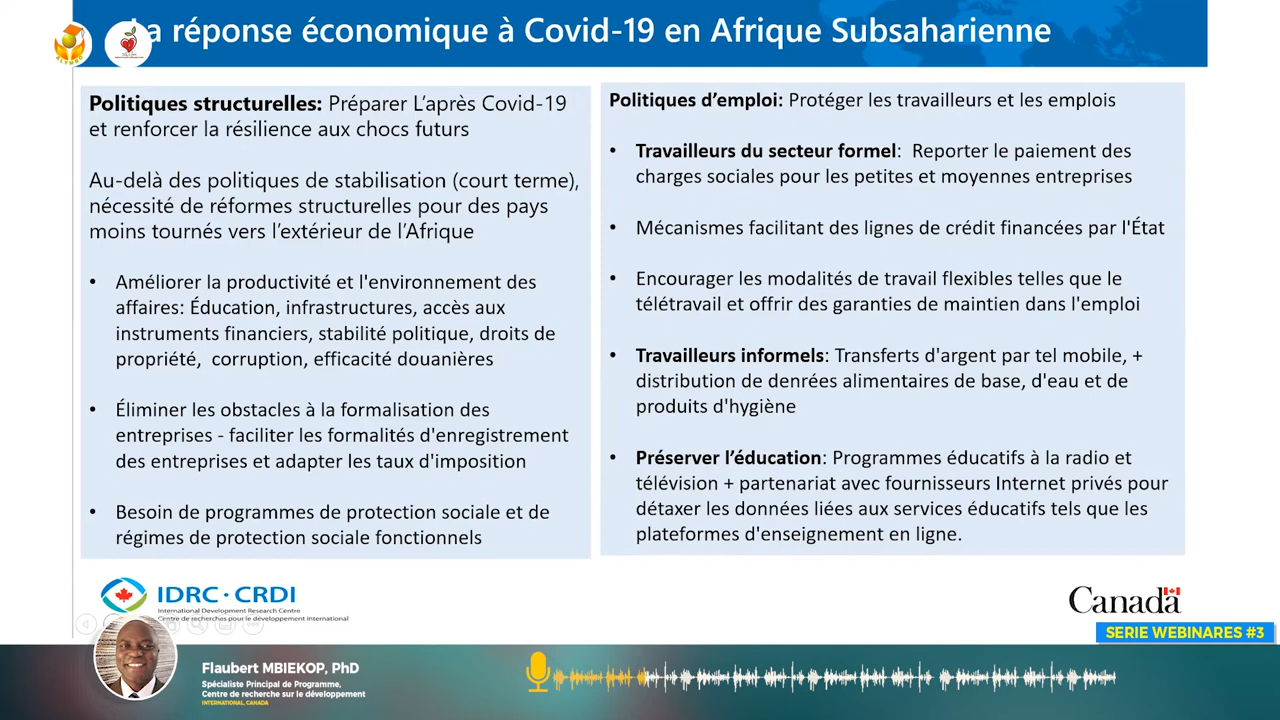 La réponse économique à Covid-19 en Afrique Subsaharienne
Politiques structurelles: Préparer L’après Covid-19
et renforcer la résilience aux chocs futurs
Au-delà des politiques de stabilisation (court terme),
nécessité de réformes structurelles pour des pays
moins tournés vers l’extérieur de l’Afrique
• Améliorer la productivité et l'environnement des
affaires: Éducation, infrastructures, accès aux
instruments financiers, stabilité politique, droits de
propriété, corruption, efficacité douanières
• Éliminer les obstacles à la formalisation des
entreprises - faciliter les formalités d'enregistrement
des entreprises et adapter les taux d'imposition
• Besoin de programmes de protection sociale et de
régimes de protection sociale fonctionnels
Politiques d’emploi: Protéger les travailleurs et les emplois
• Travailleurs du secteur formel: Reporter le paiement des
charges sociales pour les petites et moyennes entreprises
• Mécanismes facilitant des lignes de crédit financées par l'État
• Encourager les modalités de travail flexibles telles que le
télétravail et offrir des garanties de maintien dans l'emploi
• Travailleurs informels: Transferts d'argent par tel mobile, +
distribution de denrées alimentaires de base, d'eau et de
produits d'hygiène
• Préserver l’éducation: Programmes éducatifs à la radio et
télévision + partenariat avec fournisseurs Internet privés pour
détaxer les données liées aux services éducatifs tels que les
plateformes d'enseignement en ligne.
IDRC · CRDI
International Development Research Centre
Centre de recherches pour le développement international
Canada
SERIE WEBINARES #3
Flaubert MBIEKOP, PhD
Spécialiste Principal de Programme,
Centre de recherche sur le développement
INTERNATIONAL, CANADA